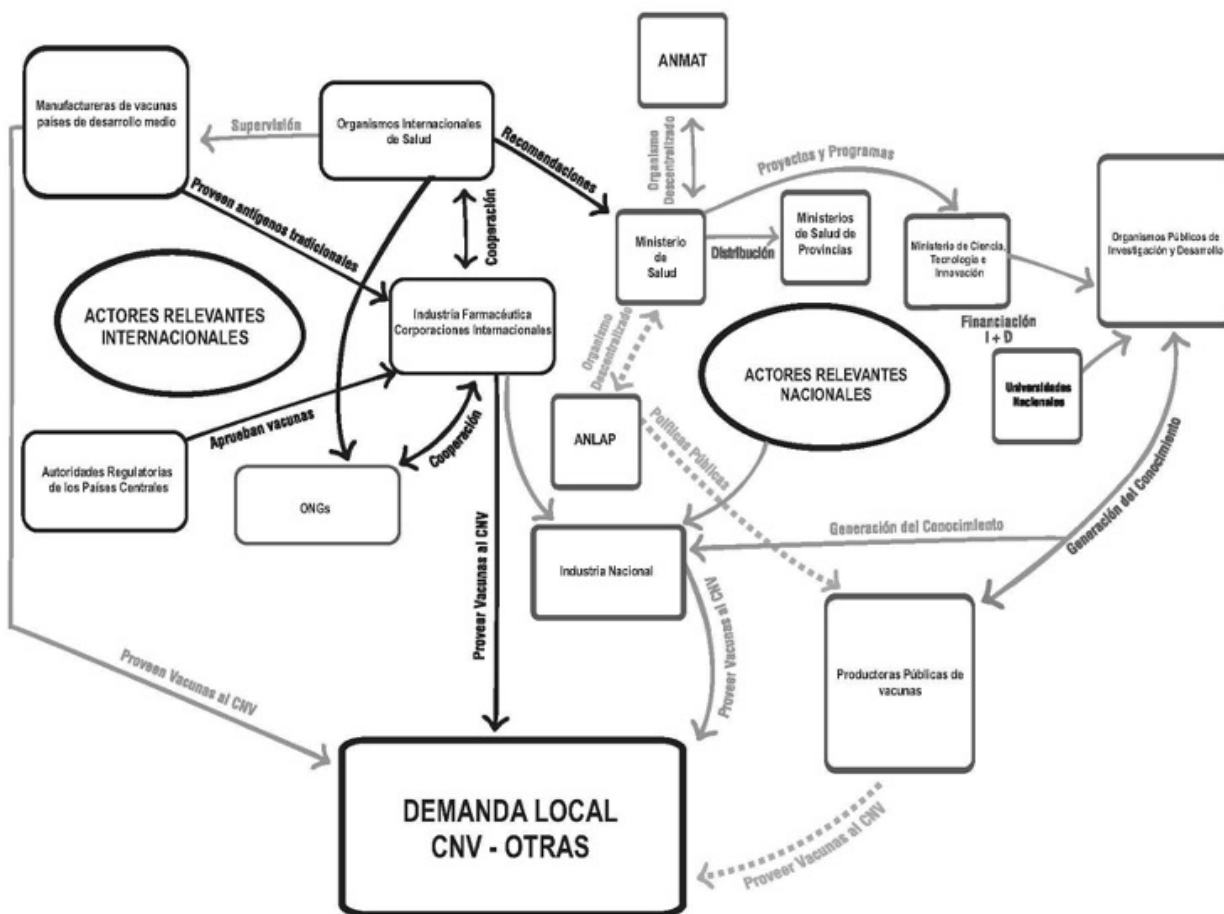 ANMAT
Manufactureras de vacunas
países de desarrollo medio
Supervisión
Organismos Internacionales
de Salud
Recomendaciones
Organismo
Descentralizado
Proyectos y Programas
Proveen antígenos tradicionales
Cooperación
Ministerio
de Salud
Distribución
Ministerios
de Salud de
Provincias
Ministerio de Ciencia,
Tecnología e
Innovación
Organismos Públicos de
Investigación y Desarrollo
ACTORES RELEVANTES
INTERNACIONALES
Industria Farmacéutica
Corporaciones Internacionales
Organismo
Descentralizado
Financiación
I + D
ACTORES RELEVANTES
NACIONALES
Universidades
Nacionales
Aprueban vacunas
Cooperación
ANLAP
Políticas Públicas
Autoridades Regulatorias
de los Países Centrales
ONGs
Generación del Conocimiento
Generación del Conocimiento
Industria Nacional
Proveer Vacunas al CNV
Proveer Vacunas al CNV
Productoras Públicas de
vacunas
Proveen Vacunas al CNV
DEMANDA LOCAL
CNV - OTRAS
Proveer Vacunas al CNV